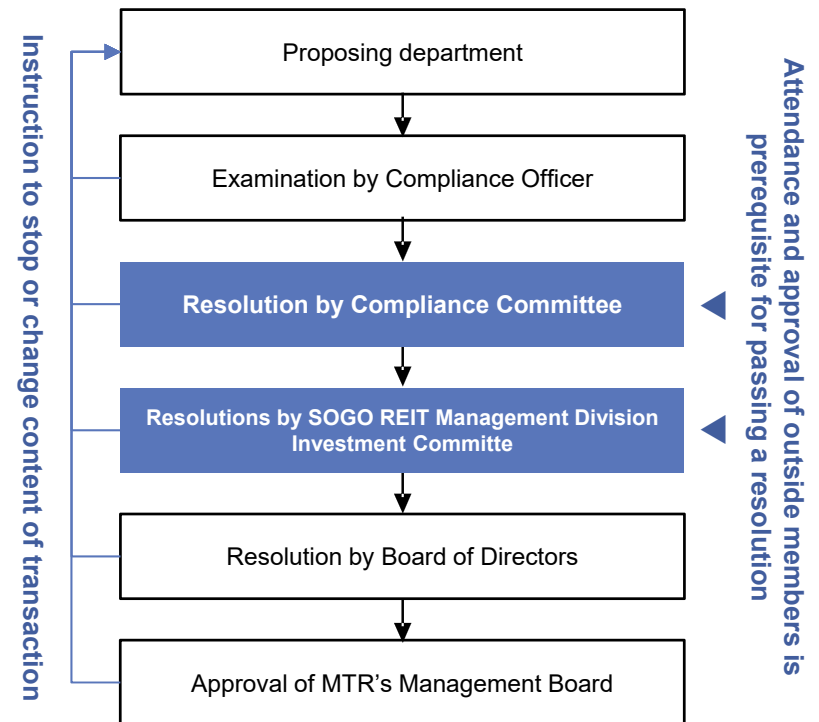 Proposing department
Examination by Compliance Officer
Resolution by Compliance Committee
Resolutions by SOGO REIT Management Division
Investment Committe
Resolution by Board of Directors
Approval of MTR's Management Board
Instruction to stop or change content of transaction
Attendance and approval of outside members is
prerequisite for passing a resolution